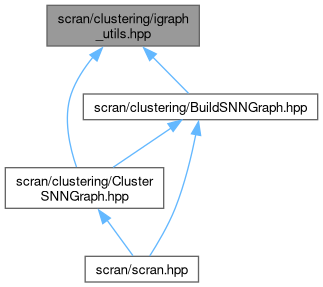 scran/clustering/igraph
_utils.hpp
scran/clustering/BuildSNNGraph.hpp
scran/clustering/Cluster
SNNGraph.hpp
scran/scran.hpp